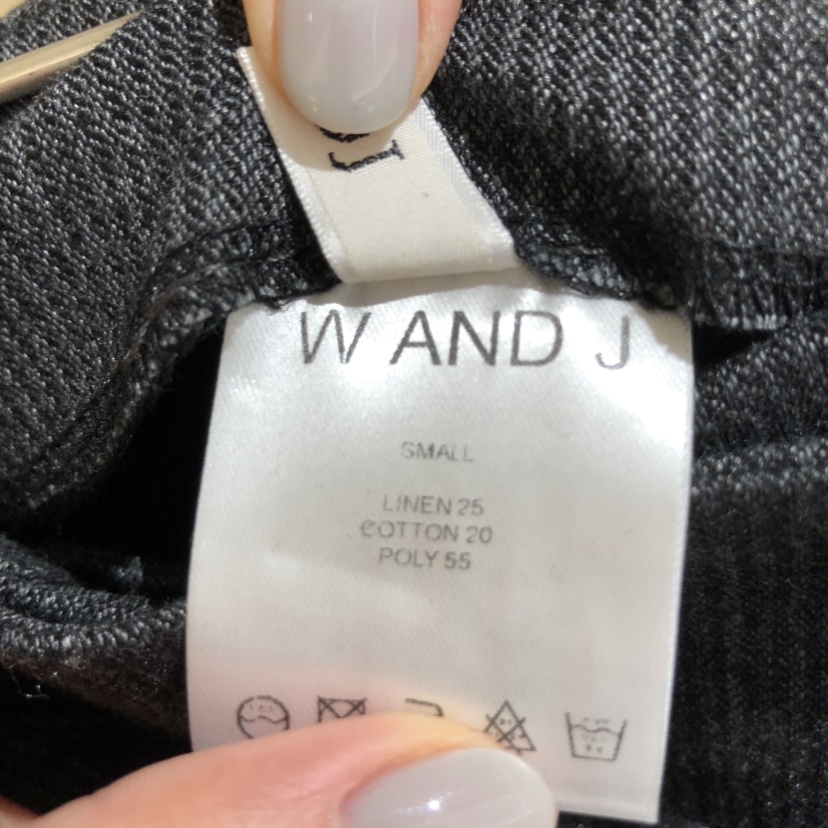 W AND J
SMALL
LINEN 25
COTTON 20
POLY 55